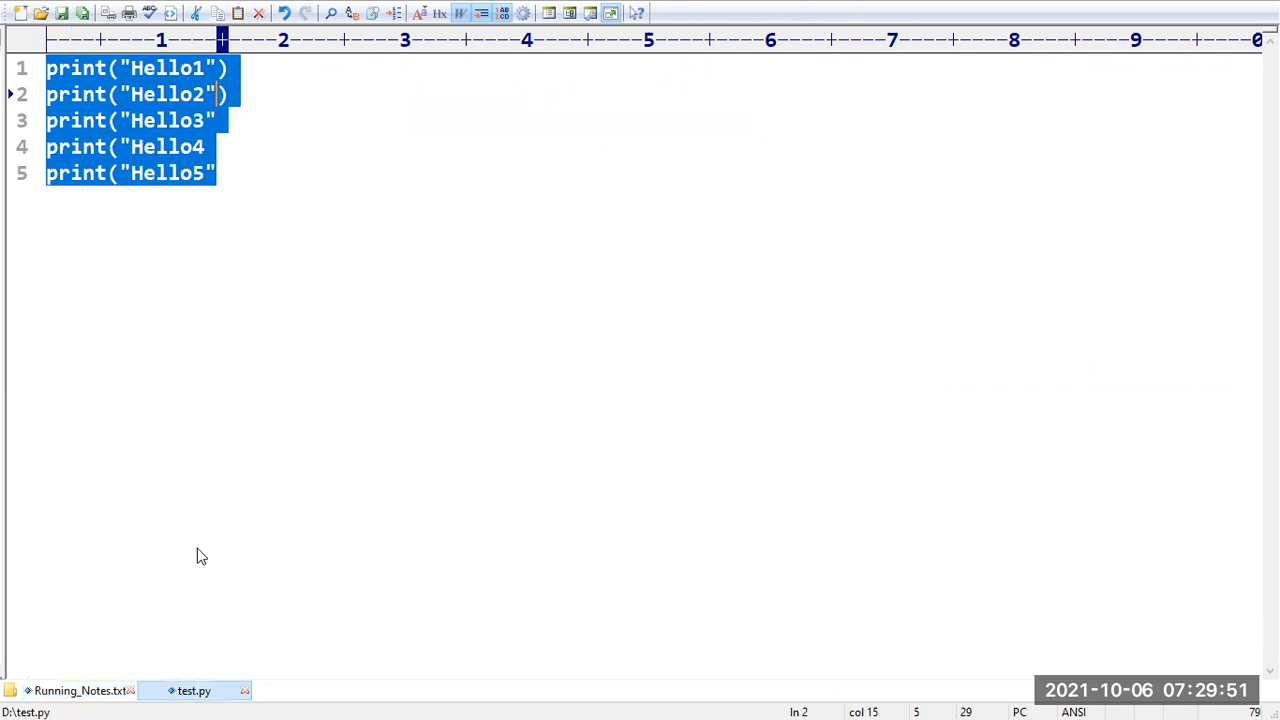 ----+----1----+----2----+----3----+----4----+----5----+----6----+----7----+----8----+----9----+----0
1 print("Hello1")
2 print("Hello2")
3 print("Hello3"
4 print("Hello4
5 print("Hello5"
Running_Notes.txt test.py
2021-10-06 07:29:51
D:\test.py ln 2 col 15 5 29 PC ANSI 79